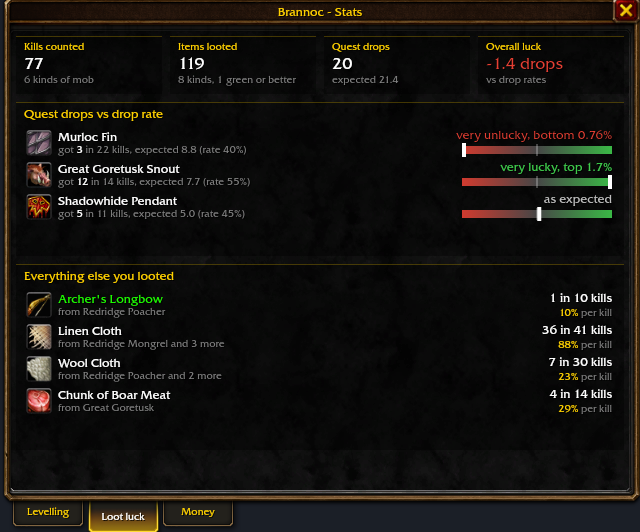 Brannoc - Stats
Kills counted
77
6 kinds of mob
Items looted
119
8 kinds, 1 green or better
Quest drops
20
expected 21.4
Overall luck
-1.4 drops
vs drop rates
Quest drops vs drop rate
Murloc Fin
got 3 in 22 kills, expected 8.8 (rate 40%)
very unlucky, bottom 0.76%
Great Goretusk Snout
got 12 in 14 kills, expected 7.7 (rate 55%)
very lucky, top 1.7%
Shadowhide Pendant
got 5 in 11 kills, expected 5.0 (rate 45%)
as expected
Everything else you looted
Archer's Longbow
from Redridge Poacher
1 in 10 kills
10% per kill
Linen Cloth
from Redridge Mongrel and 3 more
36 in 41 kills
88% per kill
Wool Cloth
from Redridge Poacher and 2 more
7 in 30 kills
23% per kill
Chunk of Boar Meat
from Great Goretusk
4 in 14 kills
29% per kill
Levelling
Loot luck
Money